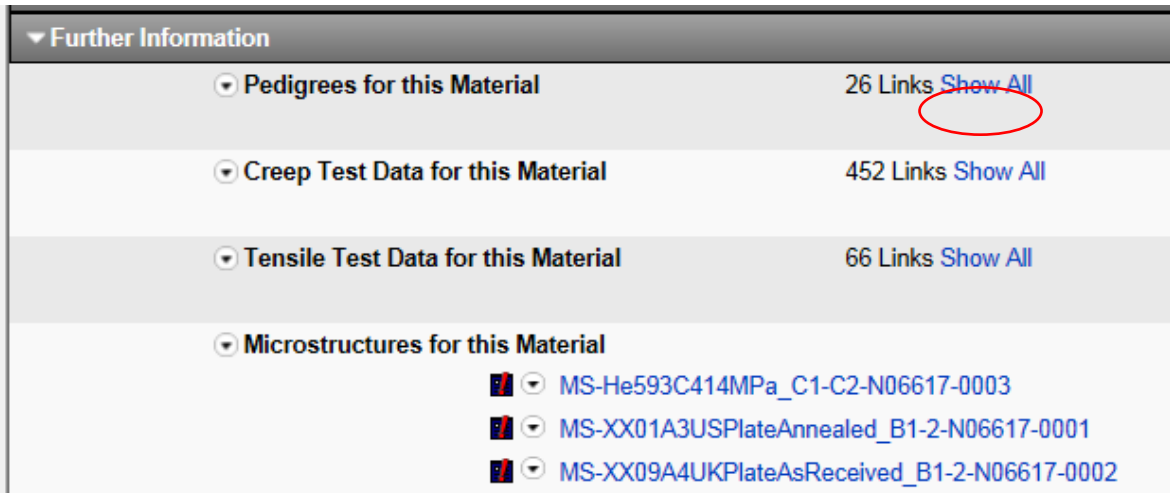 Further Information
Pedigrees for this Material 26 Links Show All
Creep Test Data for this Material 452 Links Show All
Tensile Test Data for this Material 66 Links Show All
Microstructures for this Material
MS-He593C414MPa_C1-C2-N06617-0003
MS-XX01A3USPlateAnnealed_B1-2-N06617-0001
MS-XX09A4UKPlateAsReceived_B1-2-N06617-0002